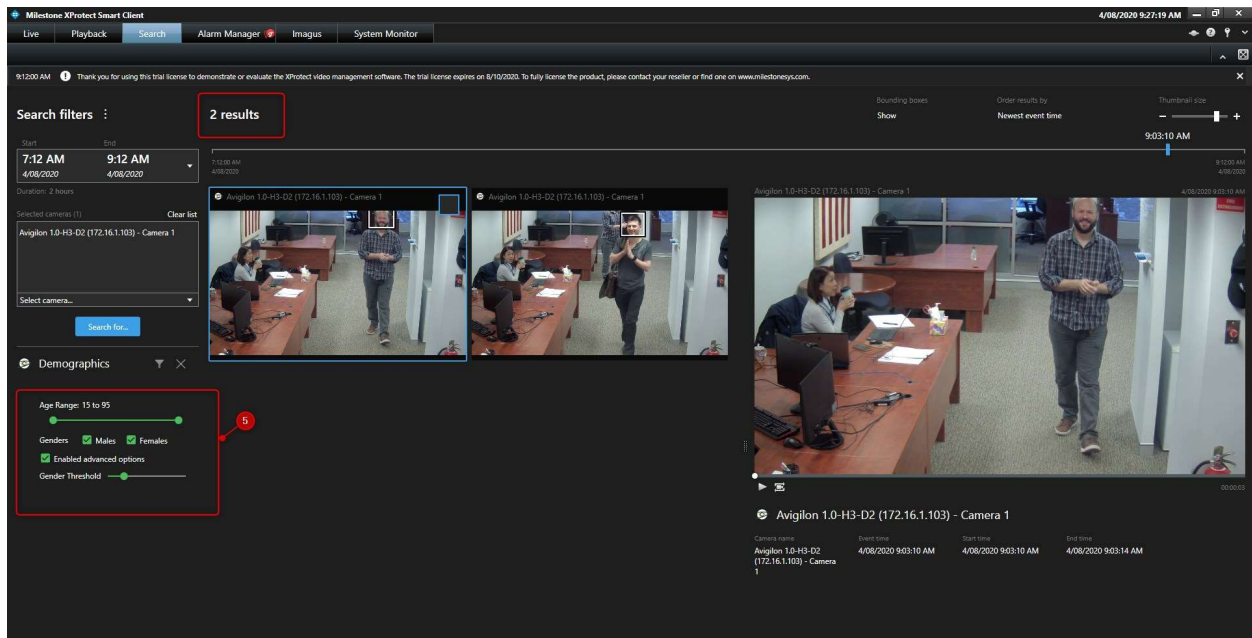 Milestone XProtect Smart Client
4/08/2020 9:27:19 AM
Live Playback Search Alarm Manager Imagus System Monitor
9:12:00 AM Thank you for using this trial license to demonstrate or evaluate the XProtect video management software. The trial license expires on 8/10/2020. To fully license the product, please contact your reseller or find one on www.milestonesys.com.
Search filters
2 results
Bounding boxes
Show
Order results by
Newest event time
Thumbnail size
Start End
7:12 AM 9:12 AM
4/08/2020 4/08/2020
Duration: 2 hours
9:03:10 AM
7:12:00 AM
4/08/2020
9:12:00 AM
4/08/2020
Selected cameras (1) Clear list
Avigilon 1.0-H3-D2 (172.16.1.103) - Camera 1
Select camera...
Search for...
Avigilon 1.0-H3-D2 (172.16.1.103) - Camera 1
Avigilon 1.0-H3-D2 (172.16.1.103) - Camera 1
Avigilon 1.0-H3-D2 (172.16.1.103) - Camera 1
4/08/2020 9:03:10 AM
Demographics
Age Range: 15 to 95
Genders Males Females
Enabled advanced options
Gender Threshold
5
00:00:03
Avigilon 1.0-H3-D2 (172.16.1.103) - Camera 1
Camera name Event time Start time End time
Avigilon 1.0-H3-D2 4/08/2020 9:03:10 AM 4/08/2020 9:03:10 AM 4/08/2020 9:03:14 AM
(172.16.1.103) - Camera
1